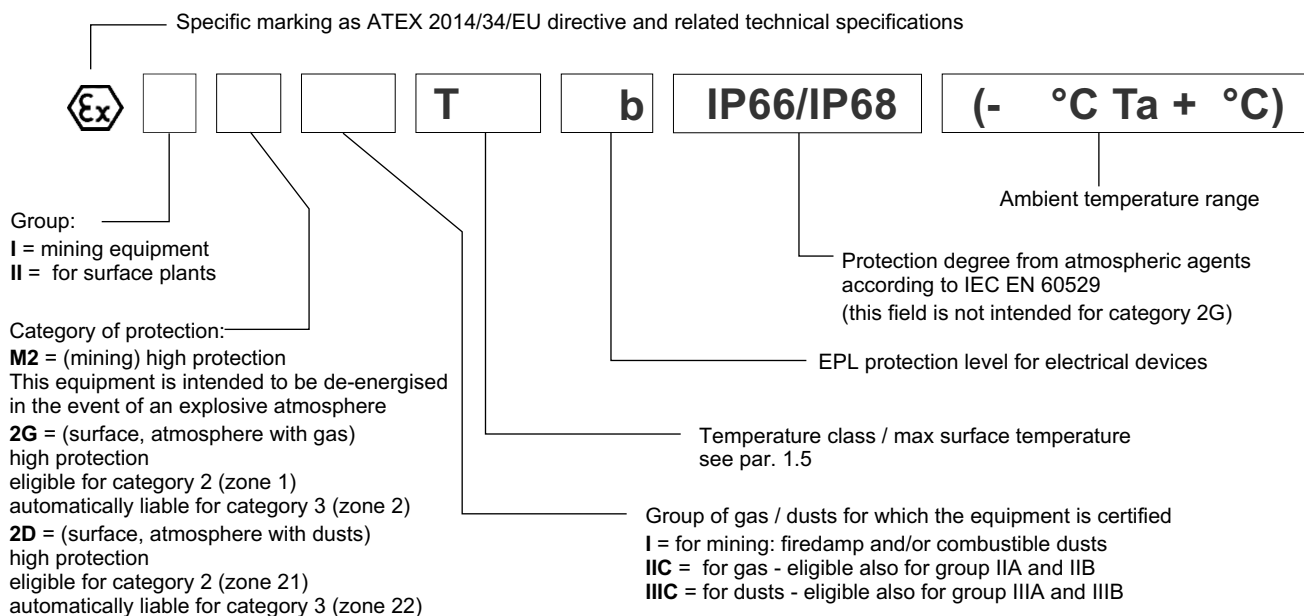 Specific marking as ATEX 2014/34/EU directive and related technical specifications
Ex T b IP66/IP68 (- °C Ta + °C)
Group:
I = mining equipment
II = for surface plants
Category of protection:
M2 = (mining) high protection
This equipment is intended to be de-energised
in the event of an explosive atmosphere
2G = (surface, atmosphere with gas)
high protection
eligible for category 2 (zone 1)
automatically liable for category 3 (zone 2)
2D = (surface, atmosphere with dusts)
high protection
eligible for category 2 (zone 21)
automatically liable for category 3 (zone 22)
Ambient temperature range
Protection degree from atmospheric agents
according to IEC EN 60529
(this field is not intended for category 2G)
EPL protection level for electrical devices
Temperature class / max surface temperature
see par. 1.5
Group of gas / dusts for which the equipment is certified
I = for mining: firedamp and/or combustible dusts
IIC = for gas - eligible also for group IIA and IIB
IIIC = for dusts - eligible also for group IIIA and IIIB